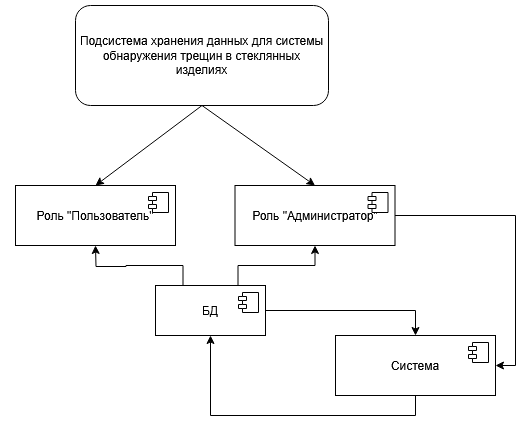 Подсистема хранения данных для системы
обнаружения трещин в стеклянных
изделиях
Роль "Пользователь"
Роль "Администратор"
БД
Система